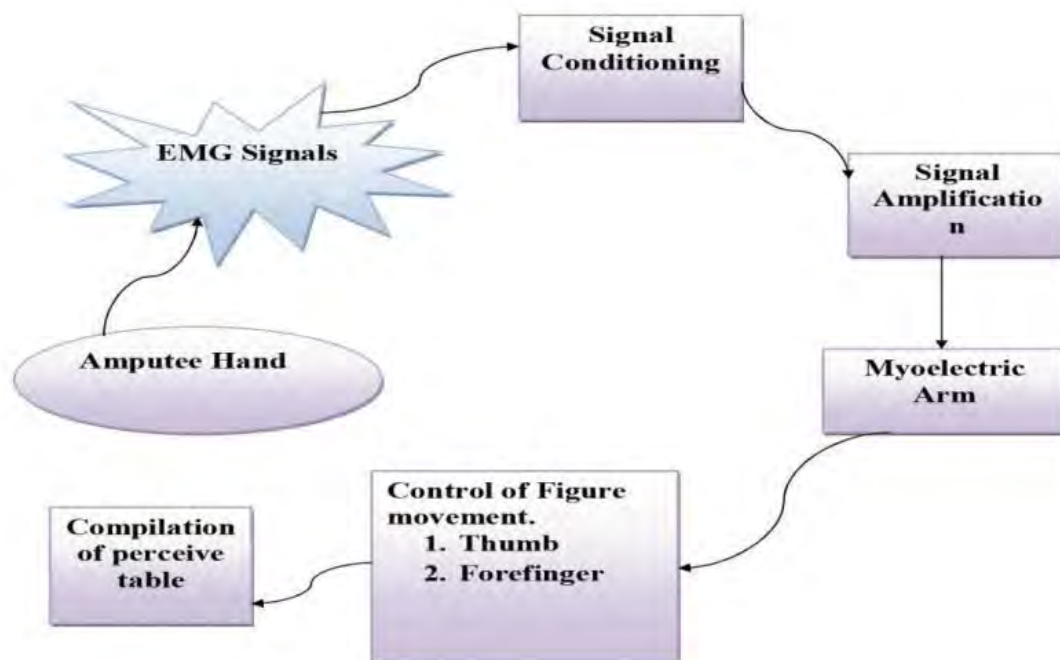 Signal
Conditioning
EMG Signals
Signal
Amplificatio
n
Amputee Hand
Myoelectric
Arm
Control of Figure
movement.
1. Thumb
2. Forefinger
Compilation
of perceive
table